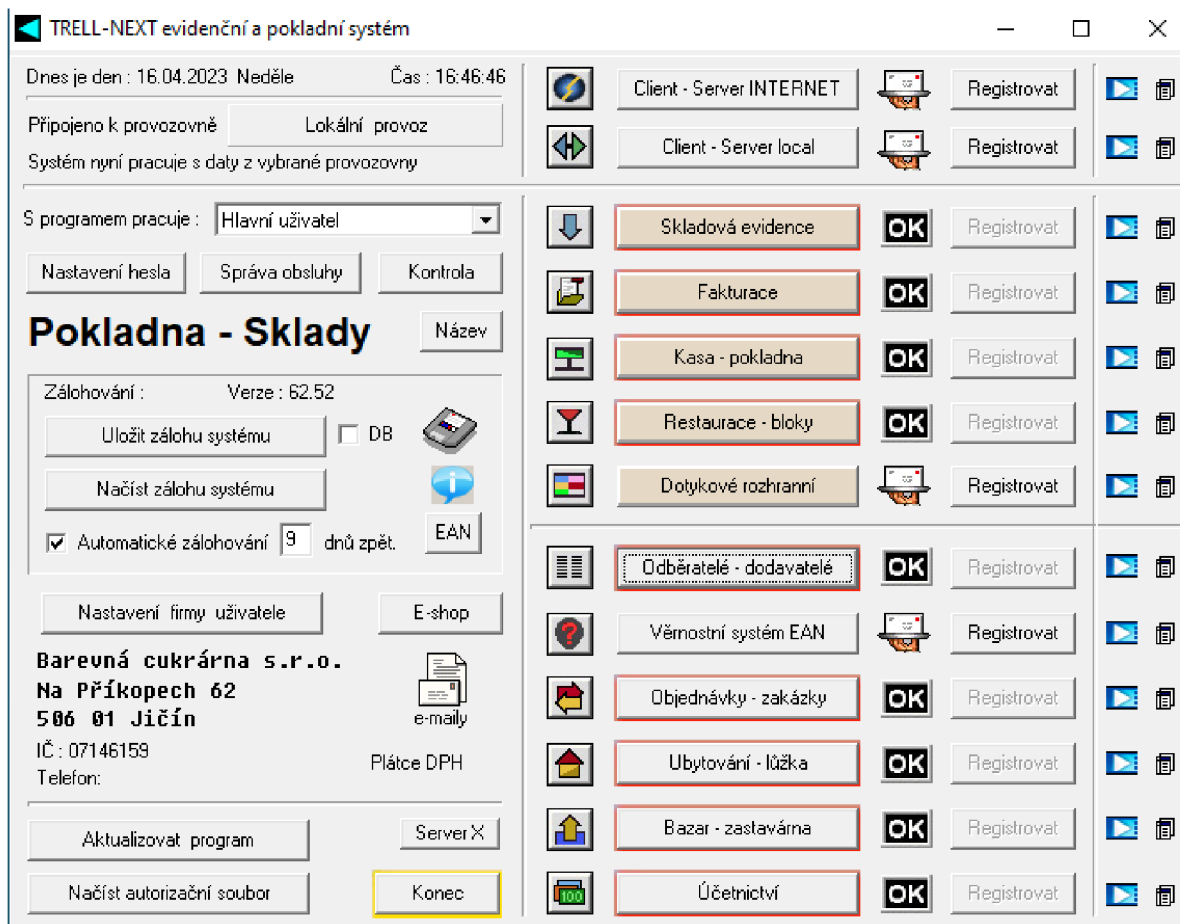 TRELL-NEXT evidenční a pokladní systém
Dnes je den : 16.04.2023 Neděle Čas : 16:46:46
Připojeno k provozovně Lokální provoz
Systém nyní pracuje s daty z vybrané provozovny
S programem pracuje : Hlavní uživatel
Nastavení hesla Správa obsluhy Kontrola
Pokladna - Sklady Název
Zálohování : Verze : 62.52
Uložit zálohu systému DB
Načíst zálohu systému
Automatické zálohování 9 dnů zpět. EAN
Nastavení firmy uživatele E-shop
Barevná cukrárna s.r.o.
Na Příkopech 62
506 01 Jičín
e-maily
IČ : 07146159
Plátce DPH
Telefon:
Aktualizovat program Server X
Načíst autorizační soubor Konec
Client - Server INTERNET Registrovat
Client - Server local Registrovat
Skladová evidence OK Registrovat
Fakturace OK Registrovat
Kasa - pokladna OK Registrovat
Restaurace - bloky OK Registrovat
Dotykové rozhranní Registrovat
Odběratelé - dodavatelé OK Registrovat
Věrnostní systém EAN Registrovat
Objednávky - zakázky OK Registrovat
Ubytování - lůžka OK Registrovat
Bazar - zastavárna OK Registrovat
100 Účetnictví OK Registrovat